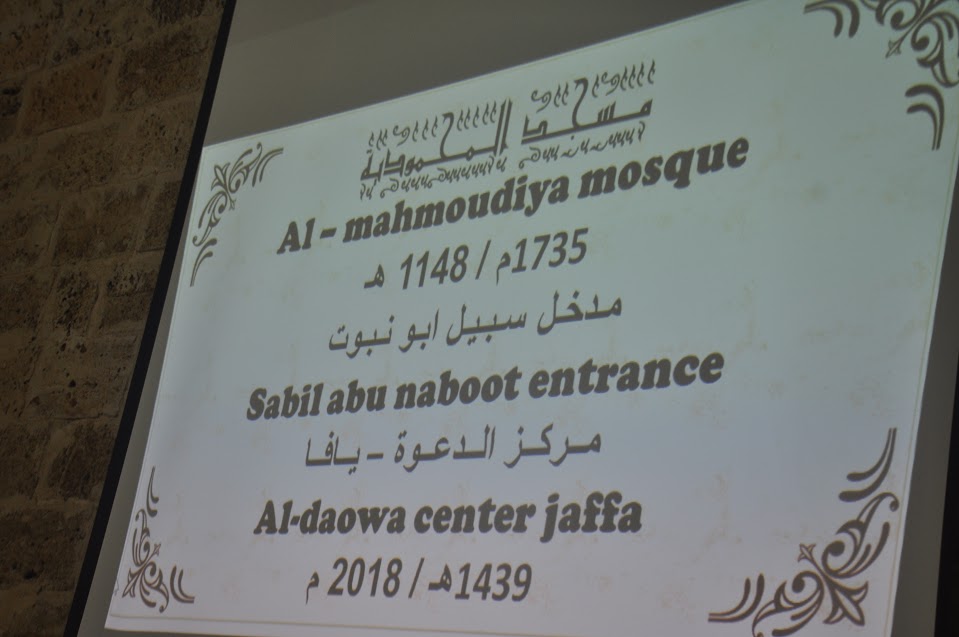 مسجد المحمودية
Al – mahmoudiya mosque
1735م / 1148 هـ
مدخل سبيل ابو نبوت
Sabil abu naboot entrance
مركز الدعوة – يافا
Al-daowa center jaffa
1439هـ / 2018 م